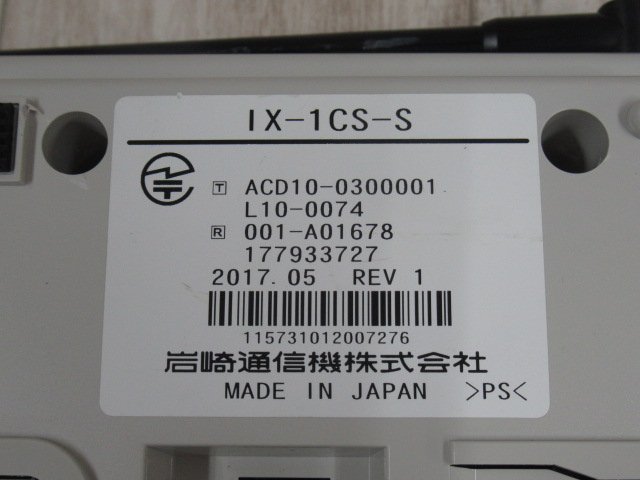 IX-1CS-S
T ACD10-0300001
L10-0074
R 001-A01678
177933727
2017.05 REV 1
115731012007276
岩崎通信機株式会社
MADE IN JAPAN >PS<